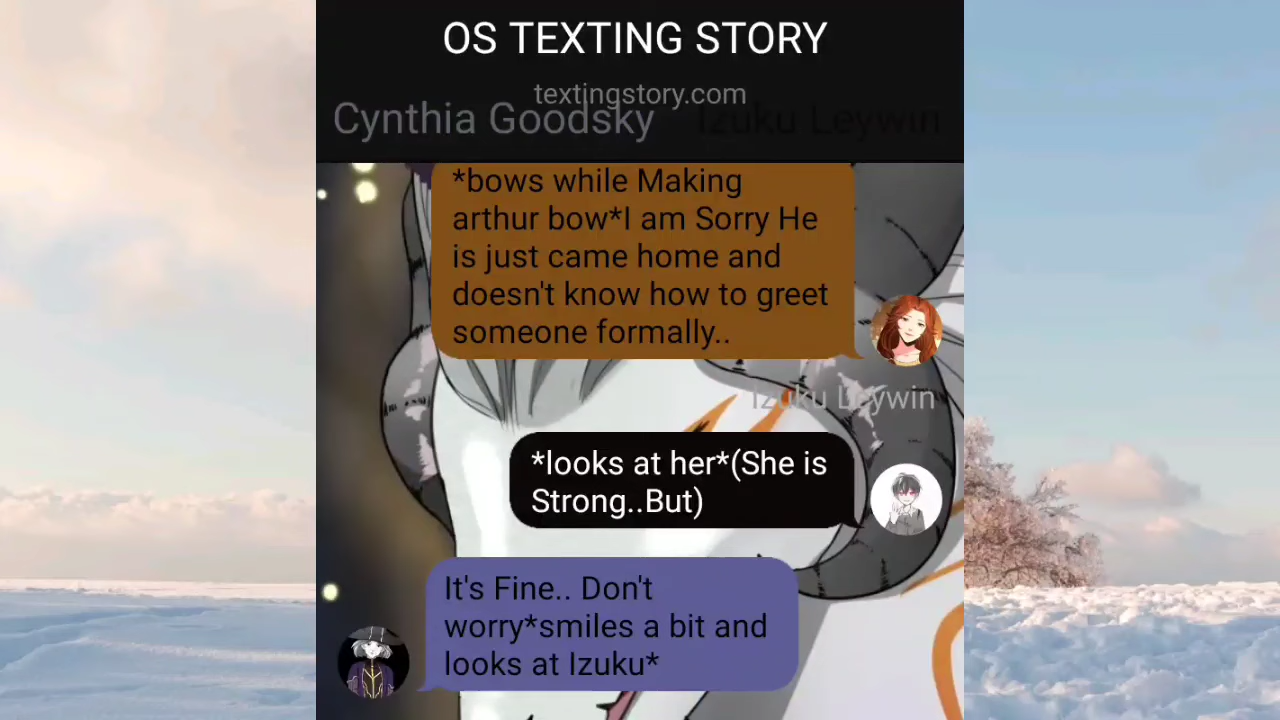 OS TEXTING STORY
textingstory.com
Cynthia Goodsky Izuku Leywin
*bows while Making
arthur bow*I am Sorry He
is just came home and
doesn't know how to greet
someone formally..
Izuku Leywin
*looks at her*(She is
Strong..But)
It's Fine.. Don't
worry*smiles a bit and
looks at Izuku*